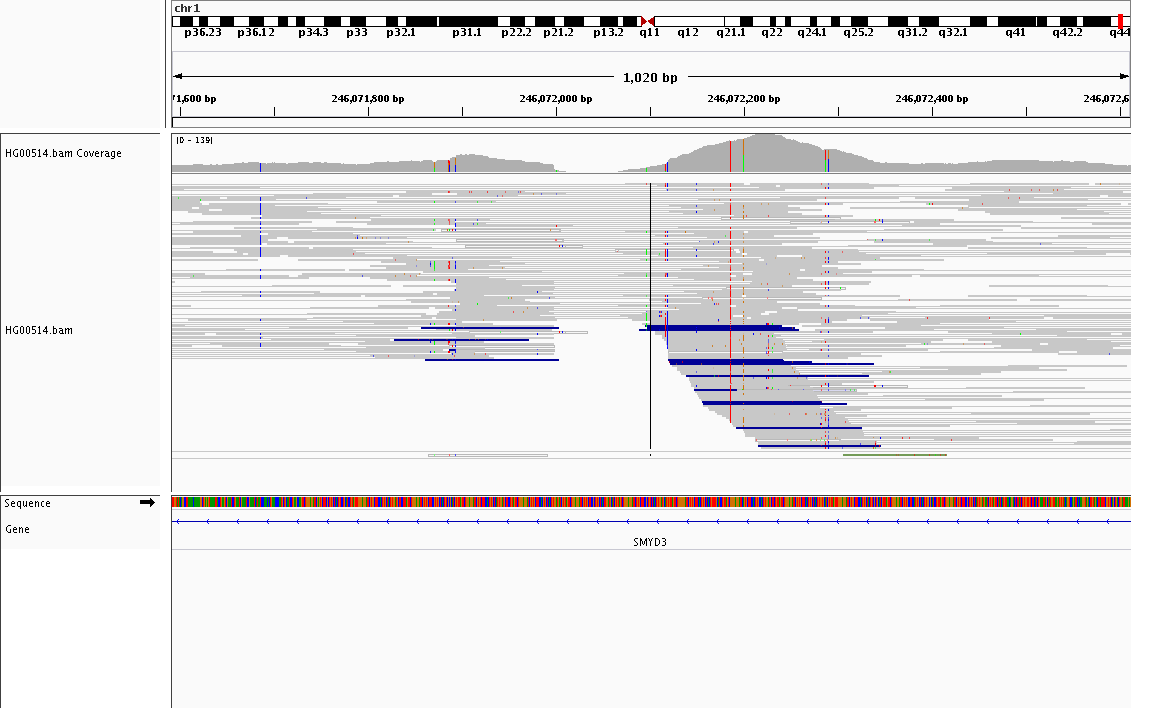 chr1
p36.23 p36.12 p34.3 p33 p32.1 p31.1 p22.2 p21.2 p13.2 q11 q12 q21.1 q22 q24.1 q25.2 q31.2 q32.1 q41 q42.2 q44
1,020 bp
1,600 bp 246,071,800 bp 246,072,000 bp 246,072,200 bp 246,072,400 bp 246,072,6
HG00514.bam Coverage
[0 - 139]
HG00514.bam
Sequence
Gene
SMYD3